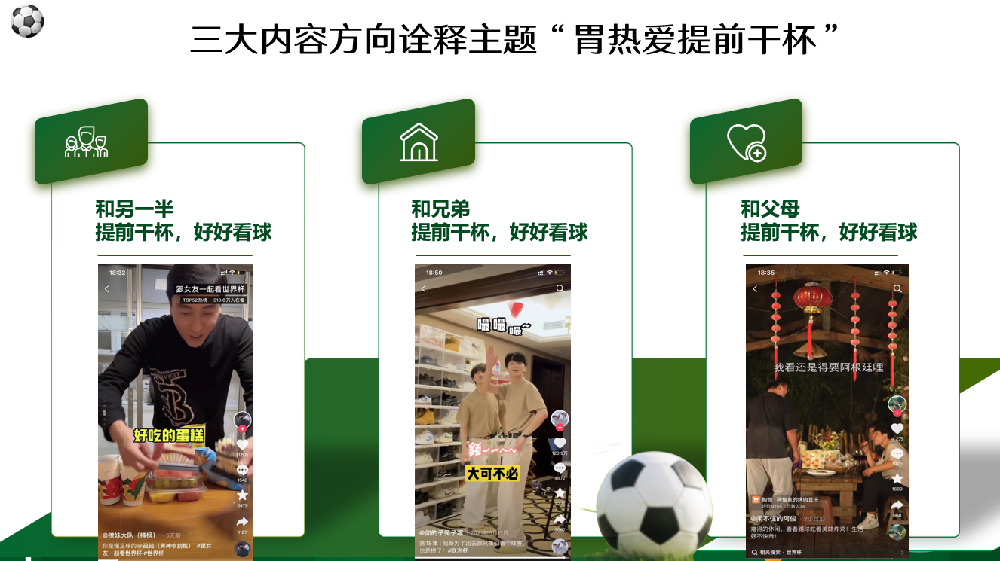 三大内容方向诠释主题“胃热爱提前干杯”
和另一半
提前干杯，好好看球
18:32
跟女友一起看世界杯
TOP52热榜 · 518.6万人在看
好吃的蛋糕
1546
5479
1127
@撩妹大队（楠枫） · 5天前
你是懂足球的@疏疏（男神收割机） #跟女
友一起看世界杯 #世界杯
和兄弟
提前干杯，好好看球
18:50
嘬 嘬 嘬~
额~~~~
大可不必
120.9万
4872
3087
@你的子笺子凛 · 2021年6月17日
第18集 | 我哥为了出去跟兄弟们看个球赛，
也是拼了！#欧洲杯
和父母
提前干杯，好好看球
18:35
我看还是得要阿根廷哩
4.2万
1689
968
购物 · 阿俊家的烤肉豆干
评价 9144 | 已售 7.3w
@闲不住的阿俊 · 2小时前
难得的休闲，看着踢球吃着美味炸鸡！生活
好不快哉！
相关搜索 · 世界杯